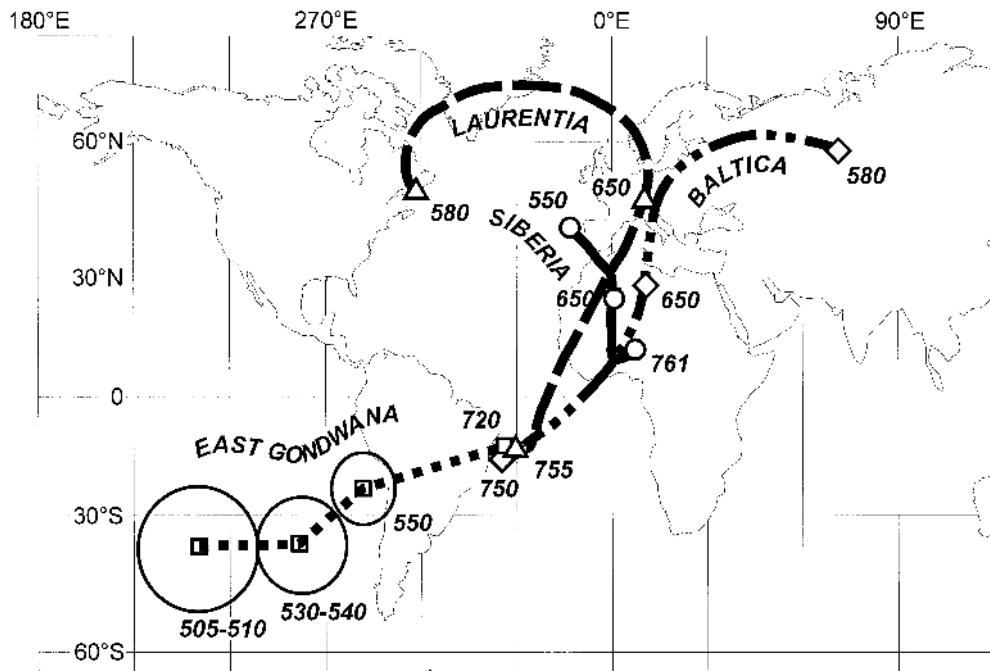 180°E 270°E 0°E 90°E
LAURENTIA
60°N
BALTICA
650
580
550
580
SIBERIA
30°N
650
650
761
0
720
EAST GONDWANA
755
750
550
30°S
530-540
505-510
60°S